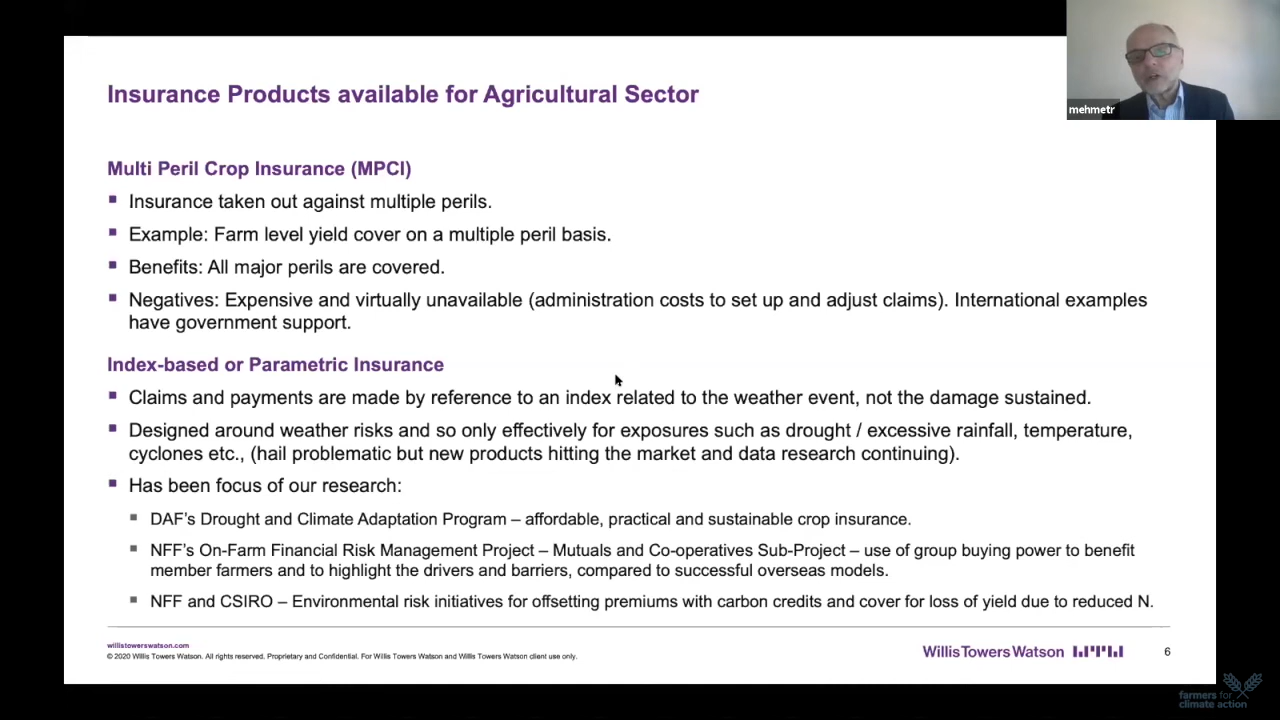 Insurance Products available for Agricultural Sector
mehmetr
Multi Peril Crop Insurance (MPCI)
Insurance taken out against multiple perils.
Example: Farm level yield cover on a multiple peril basis.
Benefits: All major perils are covered.
Negatives: Expensive and virtually unavailable (administration costs to set up and adjust claims). International examples
have government support.
Index-based or Parametric Insurance
Claims and payments are made by reference to an index related to the weather event, not the damage sustained.
Designed around weather risks and so only effectively for exposures such as drought / excessive rainfall, temperature,
cyclones etc., (hail problematic but new products hitting the market and data research continuing).
Has been focus of our research:
DAF’s Drought and Climate Adaptation Program – affordable, practical and sustainable crop insurance.
NFF’s On-Farm Financial Risk Management Project – Mutuals and Co-operatives Sub-Project – use of group buying power to benefit
member farmers and to highlight the drivers and barriers, compared to successful overseas models.
NFF and CSIRO – Environmental risk initiatives for offsetting premiums with carbon credits and cover for loss of yield due to reduced N.
willistowerswatson.com
© 2020 Willis Towers Watson. All rights reserved. Proprietary and Confidential. For Willis Towers Watson and Willis Towers Watson client use only.
WillisTowersWatson
6
farmers for
climate action